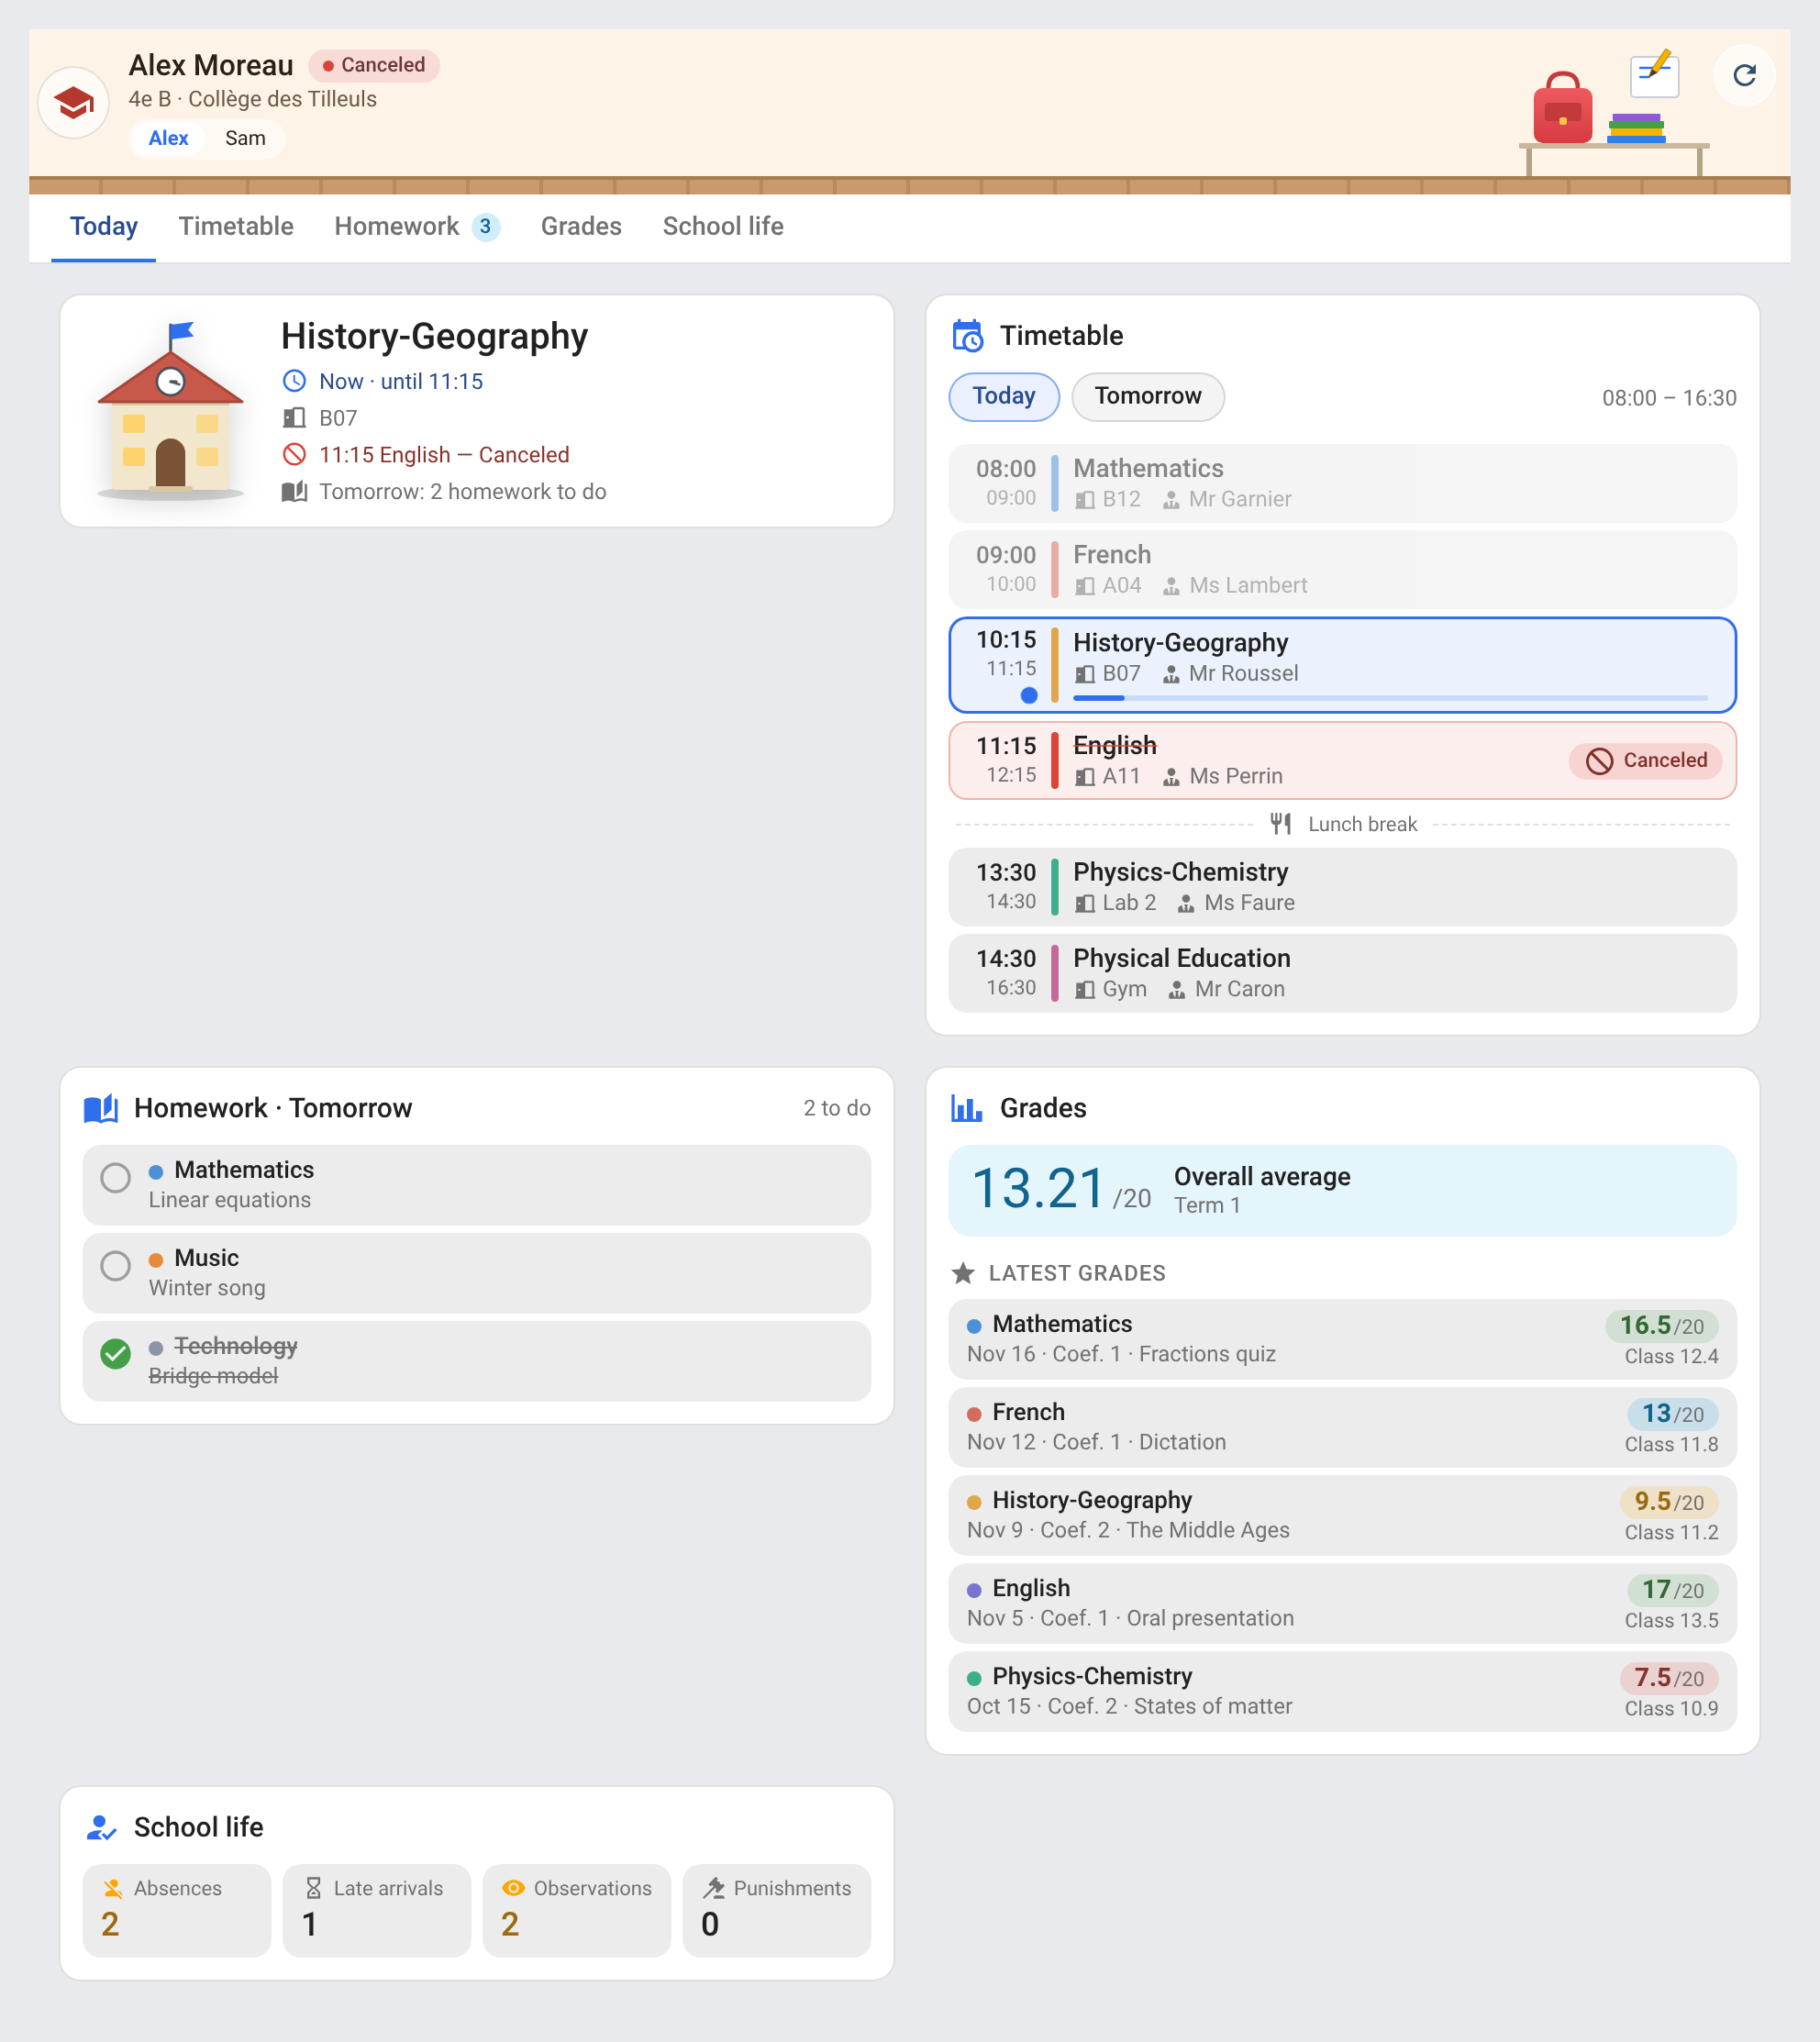 Alex Moreau Canceled
4e B · Collège des Tilleuls
Alex Sam
Today Timetable Homework 3 Grades School life
History-Geography
Now · until 11:15
B07
11:15 English — Canceled
Tomorrow: 2 homework to do
Timetable
Today Tomorrow 08:00 – 16:30
08:00 Mathematics
09:00 B12 Mr Garnier
09:00 French
10:00 A04 Ms Lambert
10:15 History-Geography
11:15 B07 Mr Roussel
11:15 English Canceled
12:15 A11 Ms Perrin
Lunch break
13:30 Physics-Chemistry
14:30 Lab 2 Ms Faure
14:30 Physical Education
16:30 Gym Mr Caron
Homework · Tomorrow 2 to do
Mathematics
Linear equations
Music
Winter song
Technology
Bridge model
Grades
13.21 /20 Overall average
Term 1
LATEST GRADES
Mathematics 16.5/20
Nov 16 · Coef. 1 · Fractions quiz Class 12.4
French 13/20
Nov 12 · Coef. 1 · Dictation Class 11.8
History-Geography 9.5/20
Nov 9 · Coef. 2 · The Middle Ages Class 11.2
English 17/20
Nov 5 · Coef. 1 · Oral presentation Class 13.5
Physics-Chemistry 7.5/20
Oct 15 · Coef. 2 · States of matter Class 10.9
School life
Absences Late arrivals Observations Punishments
2 1 2 0